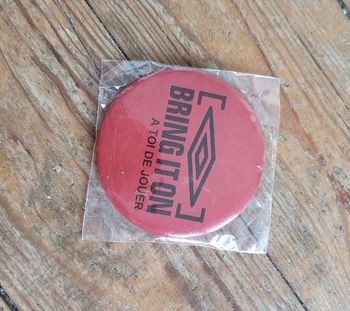 BRING IT ON
A TOI DE JOUER